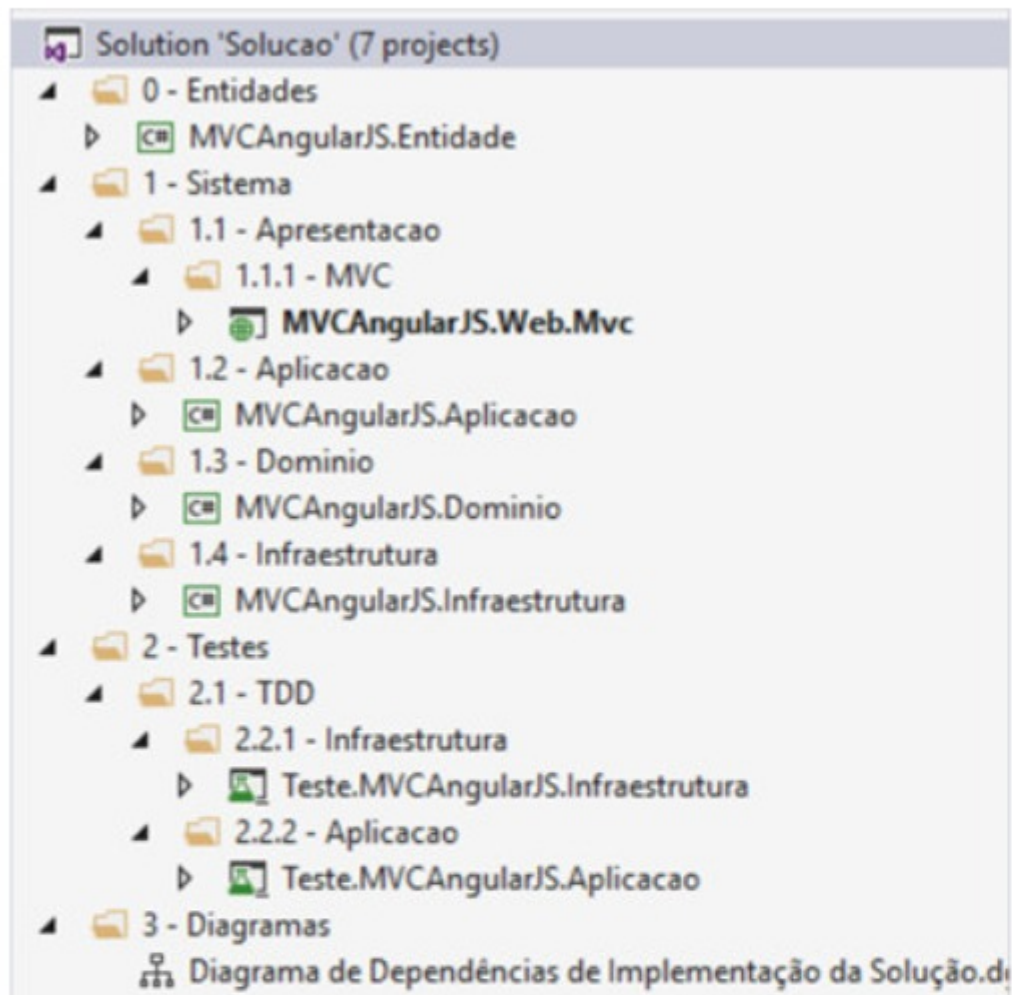 Solution 'Solucao' (7 projects)
0 - Entidades
C# MVCAngularJS.Entidade
1 - Sistema
1.1 - Apresentacao
1.1.1 - MVC
MVCAngularJS.Web.Mvc
1.2 - Aplicacao
C# MVCAngularJS.Aplicacao
1.3 - Dominio
C# MVCAngularJS.Dominio
1.4 - Infraestrutura
C# MVCAngularJS.Infraestrutura
2 - Testes
2.1 - TDD
2.2.1 - Infraestrutura
Teste.MVCAngularJS.Infraestrutura
2.2.2 - Aplicacao
Teste.MVCAngularJS.Aplicacao
3 - Diagramas
Diagrama de Dependências de Implementação da Solução.d